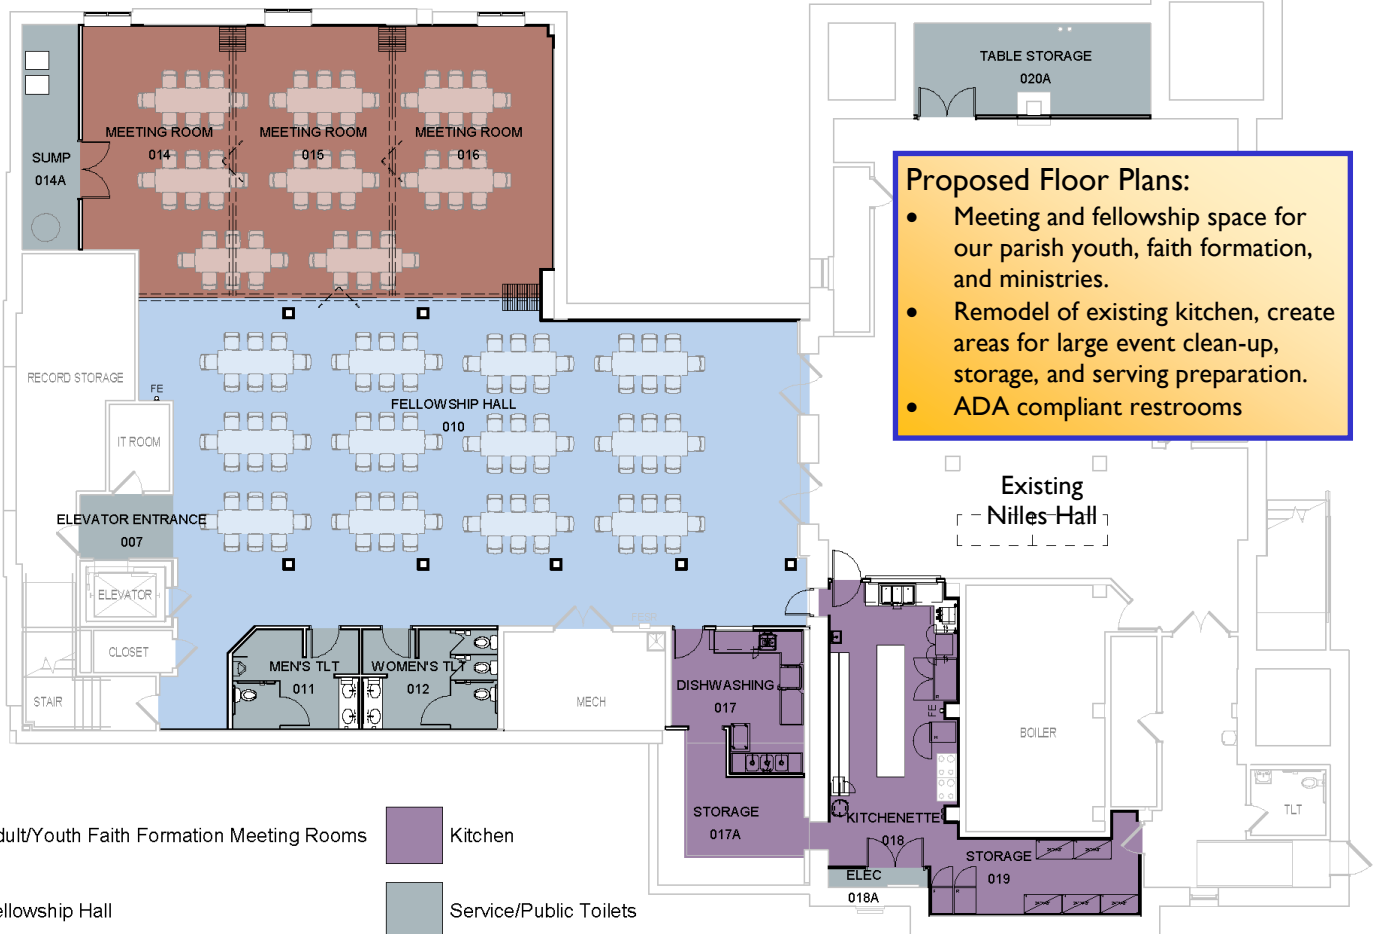 TABLE STORAGE
020A
MEETING ROOM
014
MEETING ROOM
015
MEETING ROOM
016
SUMP
014A
Proposed Floor Plans:
• Meeting and fellowship space for
our parish youth, faith formation,
and ministries.
• Remodel of existing kitchen, create
areas for large event clean-up,
storage, and serving preparation.
• ADA compliant restrooms
RECORD STORAGE
FE
FELLOWSHIP HALL
010
IT ROOM
Existing
Nilles Hall
ELEVATOR ENTRANCE
007
ELEVATOR
CLOSET
MEN'S TLT
011
WOMEN'S TLT
012
STAIR
MECH
DISHWASHING
017
FE
BOILER
STORAGE
017A
KITCHENETTE
018
TLT
STORAGE
019
ELEC
018A
dult/Youth Faith Formation Meeting Rooms
Kitchen
ellowship Hall
Service/Public Toilets